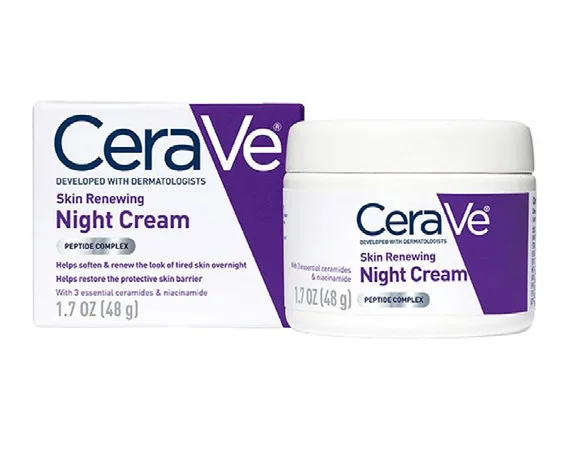 CeraVe®
DEVELOPED WITH DERMATOLOGISTS
Skin Renewing
Night Cream
PEPTIDE COMPLEX
Helps soften & renew the look of tired skin overnight
Helps restore the protective skin barrier
With 3 essential ceramides & niacinamide
1.7 OZ (48 g)
CeraVe®
DEVELOPED WITH DERMATOLOGISTS
Skin Renewing
Night Cream
With 3 essential ceramides
& niacinamide
1.7 OZ (48 g)
PEPTIDE COMPLEX